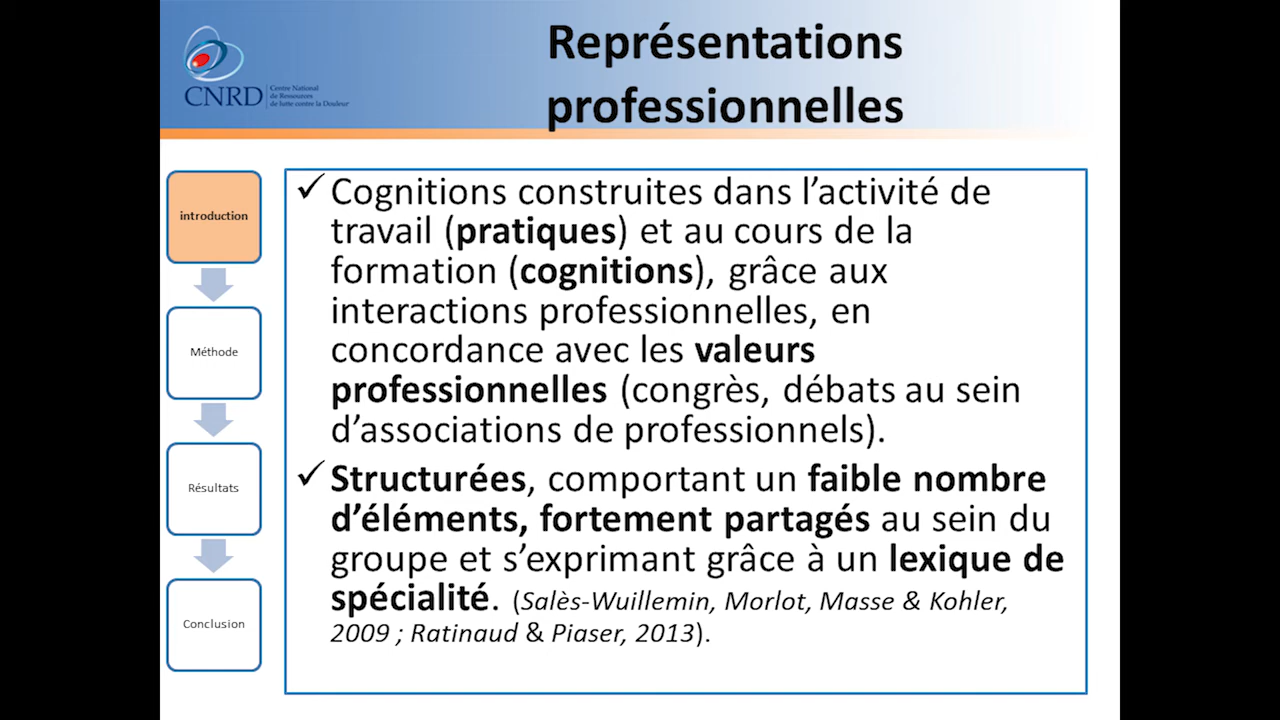 Représentations
professionnelles
CNRD
Centre National
de Ressources
de lutte contre la Douleur
introduction
Méthode
Résultats
Conclusion
✓Cognitions construites dans l’activité de
travail (pratiques) et au cours de la
formation (cognitions), grâce aux
interactions professionnelles, en
concordance avec les valeurs
professionnelles (congrès, débats au sein
d’associations de professionnels).
✓Structurées, comportant un faible nombre
d’éléments, fortement partagés au sein du
groupe et s’exprimant grâce à un lexique de
spécialité. (Salès-Wuillemin, Morlot, Masse & Kohler,
2009 ; Ratinaud & Piaser, 2013).